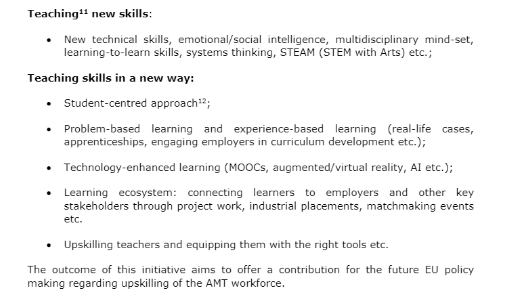 Teaching¹¹ new skills:
• New technical skills, emotional/social intelligence, multidisciplinary mind-set,
learning-to-learn skills, systems thinking, STEAM (STEM with Arts) etc.;
Teaching skills in a new way:
• Student-centred approach¹²;
• Problem-based learning and experience-based learning (real-life cases,
apprenticeships, engaging employers in curriculum development etc.);
• Technology-enhanced learning (MOOCs, augmented/virtual reality, AI etc.);
• Learning ecosystem: connecting learners to employers and other key
stakeholders through project work, industrial placements, matchmaking events
etc.
• Upskilling teachers and equipping them with the right tools etc.
The outcome of this initiative aims to offer a contribution for the future EU policy
making regarding upskilling of the AMT workforce.